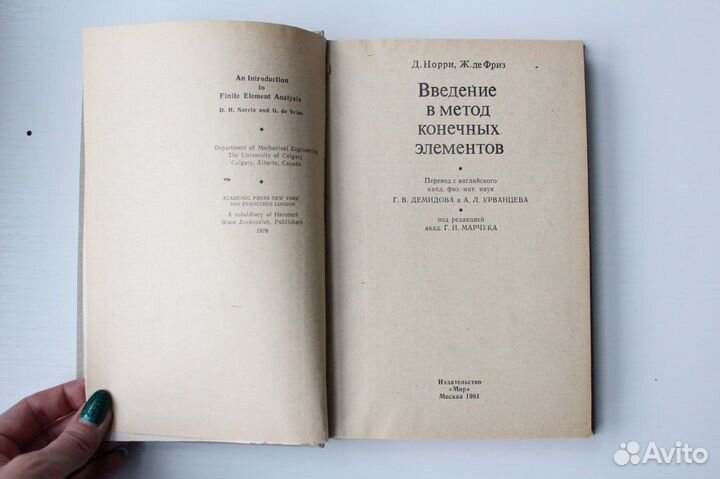 An Introduction
to
Finite Element Analysis
D. H. Norrie and G. de Vries
Department of Mechanical Engineering
The University of Calgary
Calgary, Alberta, Canada
ACADEMIC PRESS NEW YORK
SAN FRANCISCO LONDON
A subsidiary of Harcourt
Brace Jovanovich, Publishers
1978
Д. Норри, Ж. де Фриз
Введение
в метод
конечных
элементов
Перевод с английского
канд. физ.-мат. наук
Г. В. ДЕМИДОВА и А. Л. УРВАНЦЕВА
под редакцией
акад. Г. И. МАРЧУКА
Издательство
«Мир»
Москва 1981
Avito